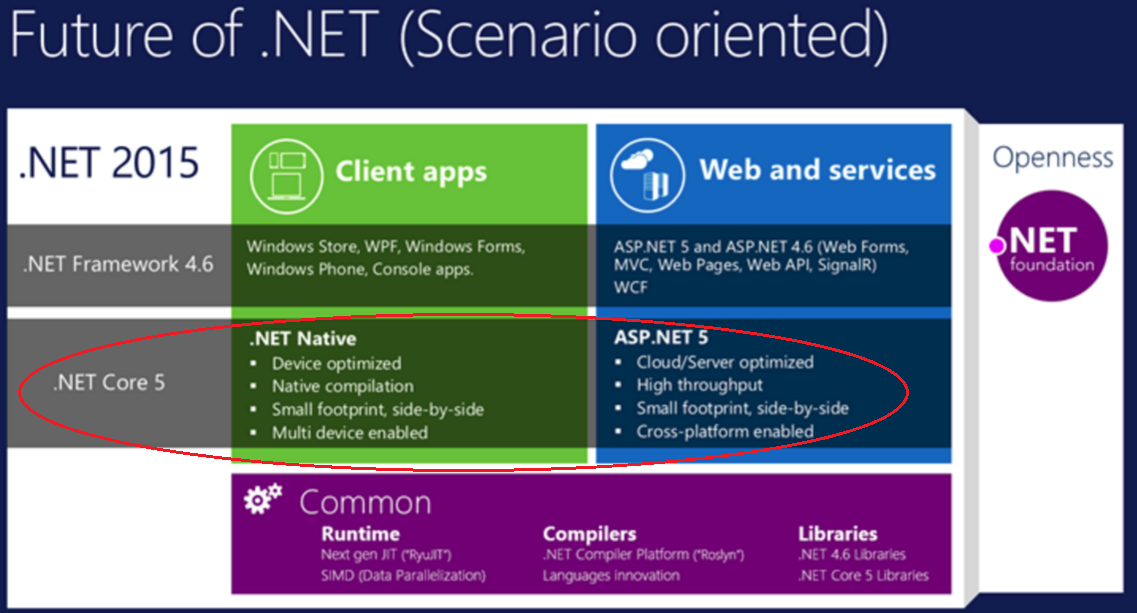 Future of .NET (Scenario oriented)
.NET 2015
Client apps
Web and services
Openness
.NET
foundation
.NET Framework 4.6
Windows Store, WPF, Windows Forms,
Windows Phone, Console apps.
ASP.NET 5 and ASP.NET 4.6 (Web Forms,
MVC, Web Pages, Web API, SignalR)
WCF
.NET Core 5
.NET Native
▪ Device optimized
▪ Native compilation
▪ Small footprint, side-by-side
▪ Multi device enabled
ASP.NET 5
▪ Cloud/Server optimized
▪ High throughput
▪ Small footprint, side-by-side
▪ Cross-platform enabled
Common
Runtime
Next gen JIT ("RyuJIT")
SIMD (Data Parallelization)
Compilers
.NET Compiler Platform ("Roslyn")
Languages innovation
Libraries
.NET 4.6 Libraries
.NET Core 5 Libraries